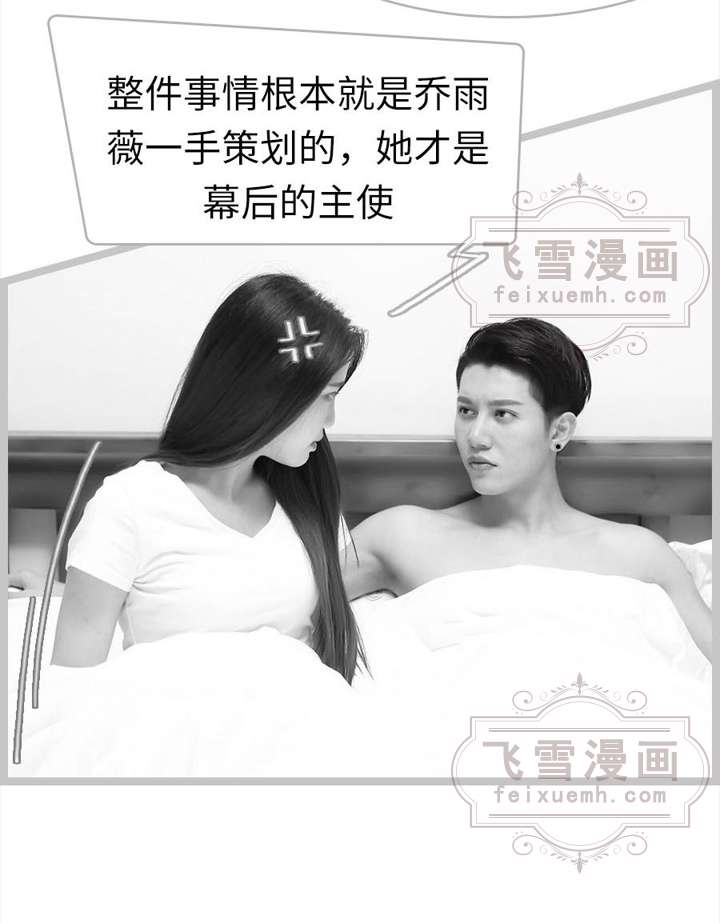 整件事情根本就是乔雨
薇一手策划的，她才是
幕后的主使
飞雪漫画
feixuemh.com
飞雪漫画
feixuemh.com